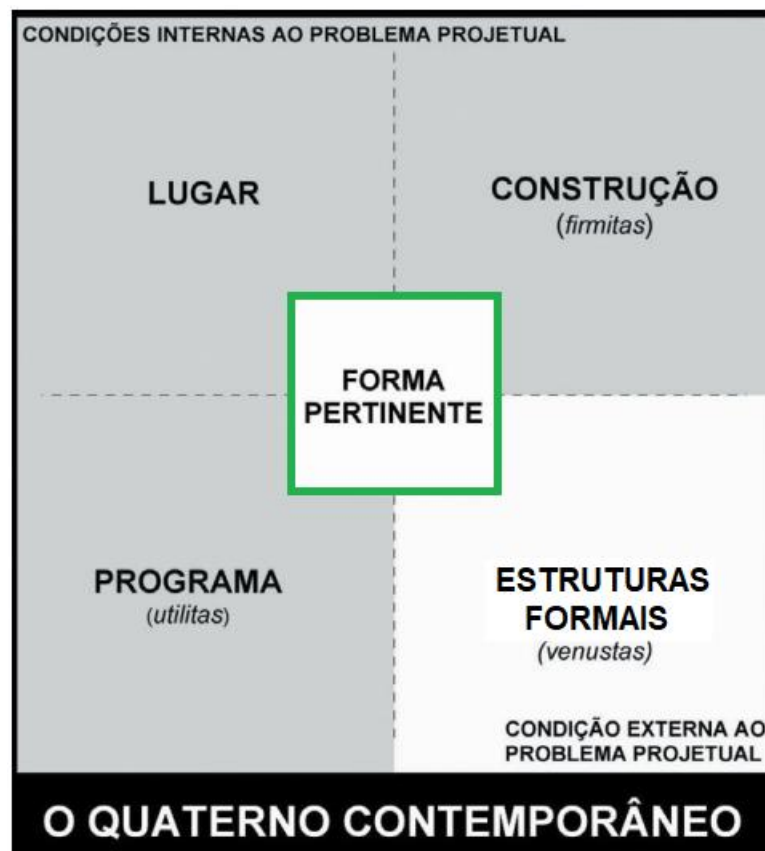 CONDIÇÕES INTERNAS AO PROBLEMA PROJETUAL
LUGAR
CONSTRUÇÃO
(firmitas)
FORMA
PERTINENTE
PROGRAMA
(utilitas)
ESTRUTURAS
FORMAIS
(venustas)
CONDIÇÃO EXTERNA AO
PROBLEMA PROJETUAL
O QUATERNO CONTEMPORÂNEO